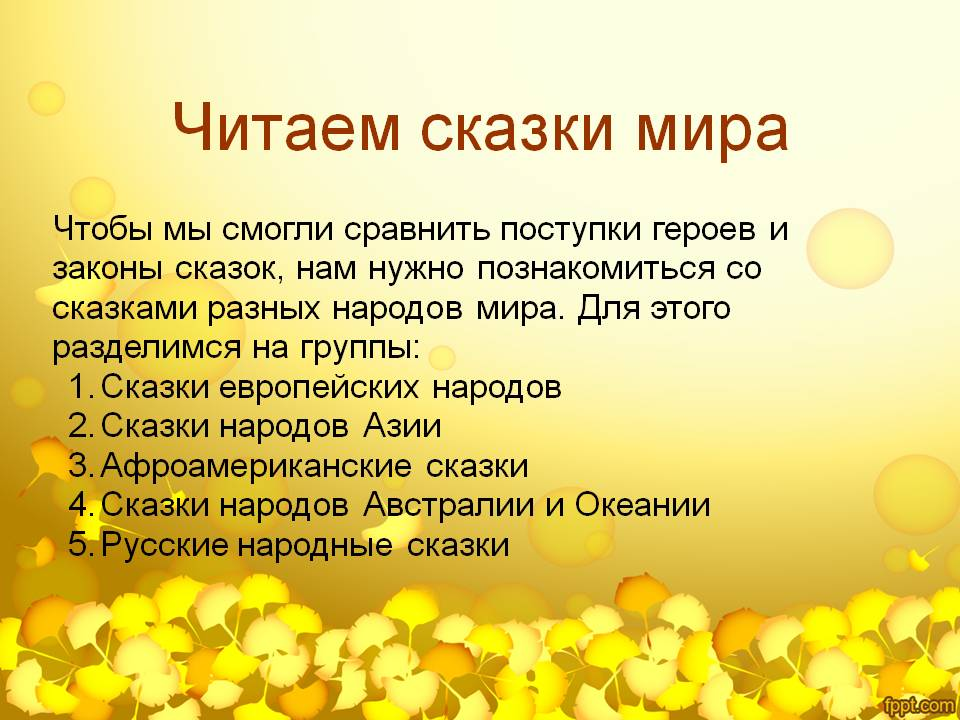 Читаем сказки мира
Чтобы мы смогли сравнить поступки героев и
законы сказок, нам нужно познакомиться со
сказками разных народов мира. Для этого
разделимся на группы:
1. Сказки европейских народов
2. Сказки народов Азии
3. Афроамериканские сказки
4. Сказки народов Австралии и Океании
5. Русские народные сказки
fppt.com